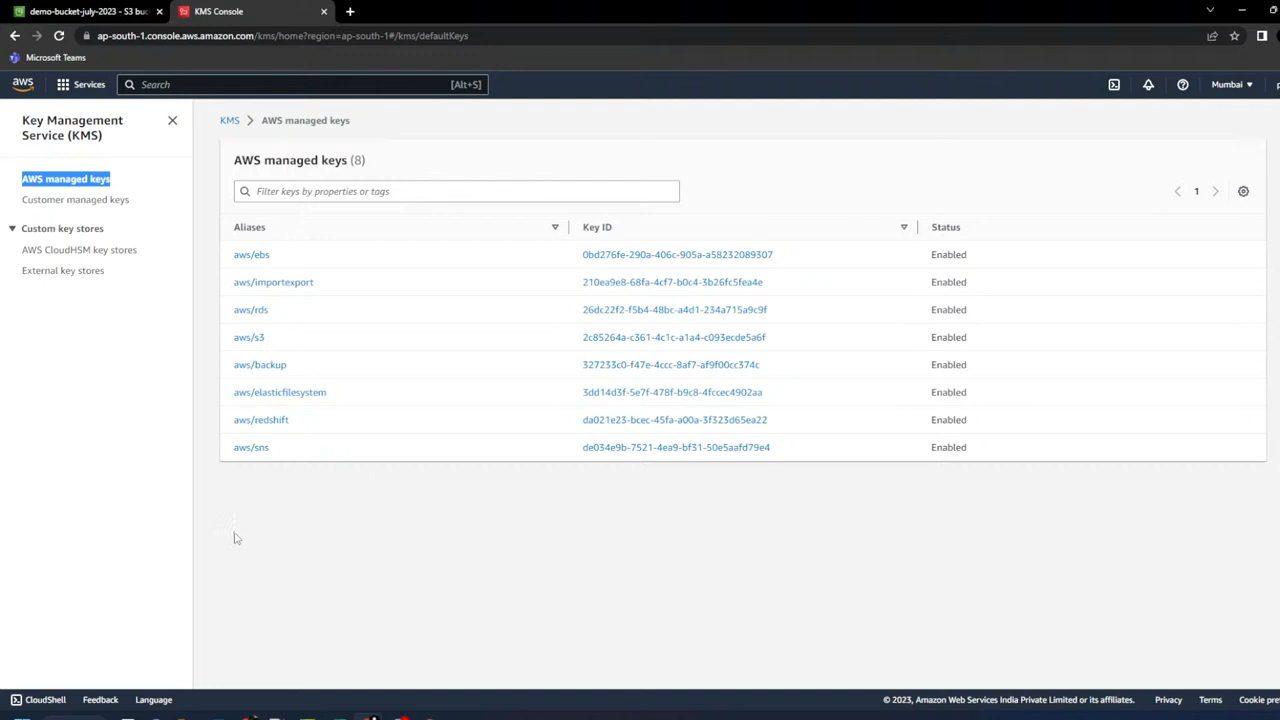 demo-bucket-july-2023 - S3 buc
KMS Console
ap-south-1.console.aws.amazon.com/kms/home?region=ap-south-1#/kms/defaultKeys
Microsoft Teams
aws
Services
Search
[Alt+S]
Mumbai
Key Management
Service (KMS)
AWS managed keys
Customer managed keys
Custom key stores
AWS CloudHSM key stores
External key stores
KMS
AWS managed keys
AWS managed keys (8)
Filter keys by properties or tags
1
Aliases Key ID Status
aws/ebs 0bd276fe-290a-406c-905a-a58232089307 Enabled
aws/importexport 210ea9e8-68fa-4cf7-b0c4-3b26fc5fea4e Enabled
aws/rds 26dc22f2-f5b4-48bc-a4d1-234a715a9c9f Enabled
aws/s3 2c85264a-c361-4c1c-a1a4-c093ecde5a6f Enabled
aws/backup 327233c0-f47e-4ccc-8af7-af9f00cc374c Enabled
aws/elasticfilesystem 3dd14d3f-5e7f-478f-b9c8-4fccec4902aa Enabled
aws/redshift da021e23-bcec-45fa-a00a-3f323d65ea22 Enabled
aws/sns de034e9b-7521-4ea9-bf31-50e5aafd79e4 Enabled
CloudShell
Feedback
Language
© 2023, Amazon Web Services India Private Limited or its affiliates.
Privacy
Terms
Cookie pre